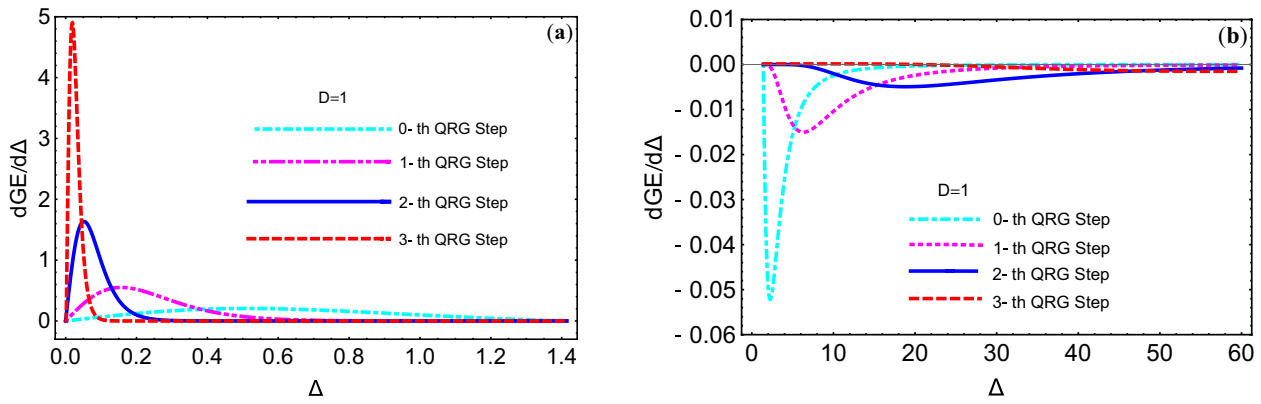 (a)
dGE/dΔ
5
4
3
2
1
0
D=1
0- th QRG Step
1- th QRG Step
2- th QRG Step
3- th QRG Step
0.0 0.2 0.4 0.6 0.8 1.0 1.2 1.4
Δ
(b)
dGE/dΔ
0.01
0.00
- 0.01
- 0.02
- 0.03
- 0.04
- 0.05
- 0.06
D=1
0- th QRG Step
1- th QRG Step
2- th QRG Step
3- th QRG Step
0 10 20 30 40 50 60
Δ